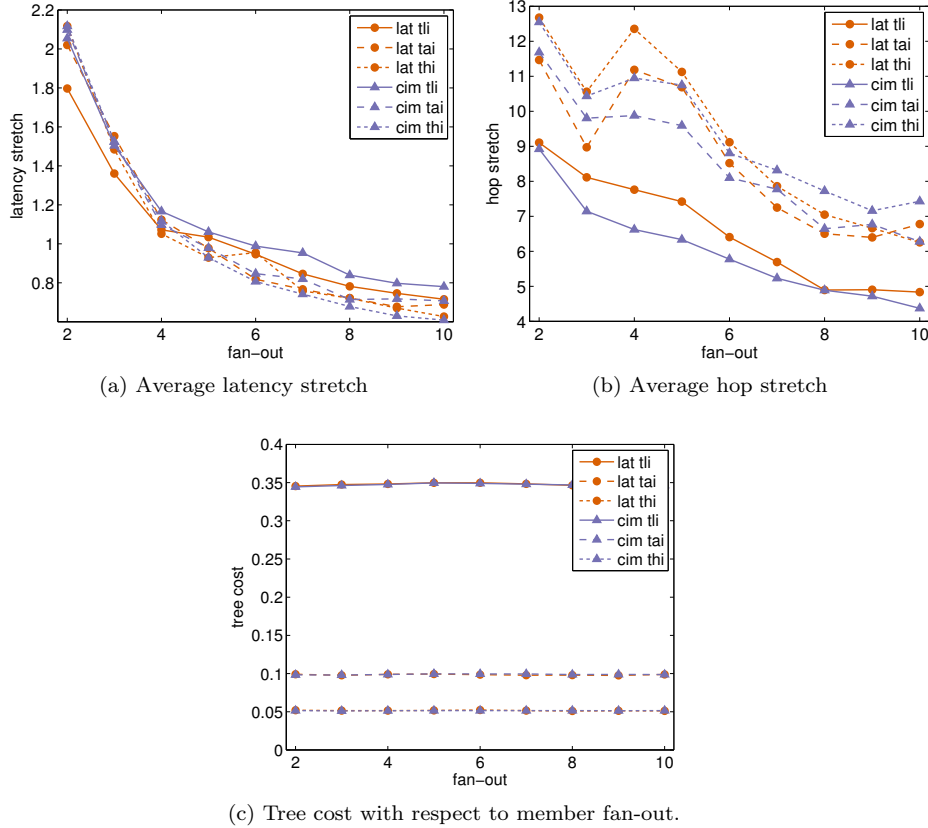 2.2
2
1.8
1.6
1.4
1.2
1
0.8
latency stretch
2 4 6 8 10
fan−out
lat tli
lat tai
lat thi
cim tli
cim tai
cim thi
(a) Average latency stretch
13
12
11
10
9
8
7
6
5
4
hop stretch
2 4 6 8 10
fan−out
lat tli
lat tai
lat thi
cim tli
cim tai
cim thi
(b) Average hop stretch
0.4
0.35
0.3
0.25
0.2
0.15
0.1
0.05
0
tree cost
2 4 6 8 10
fan−out
lat tli
lat tai
lat thi
cim tli
cim tai
cim thi
(c) Tree cost with respect to member fan-out.